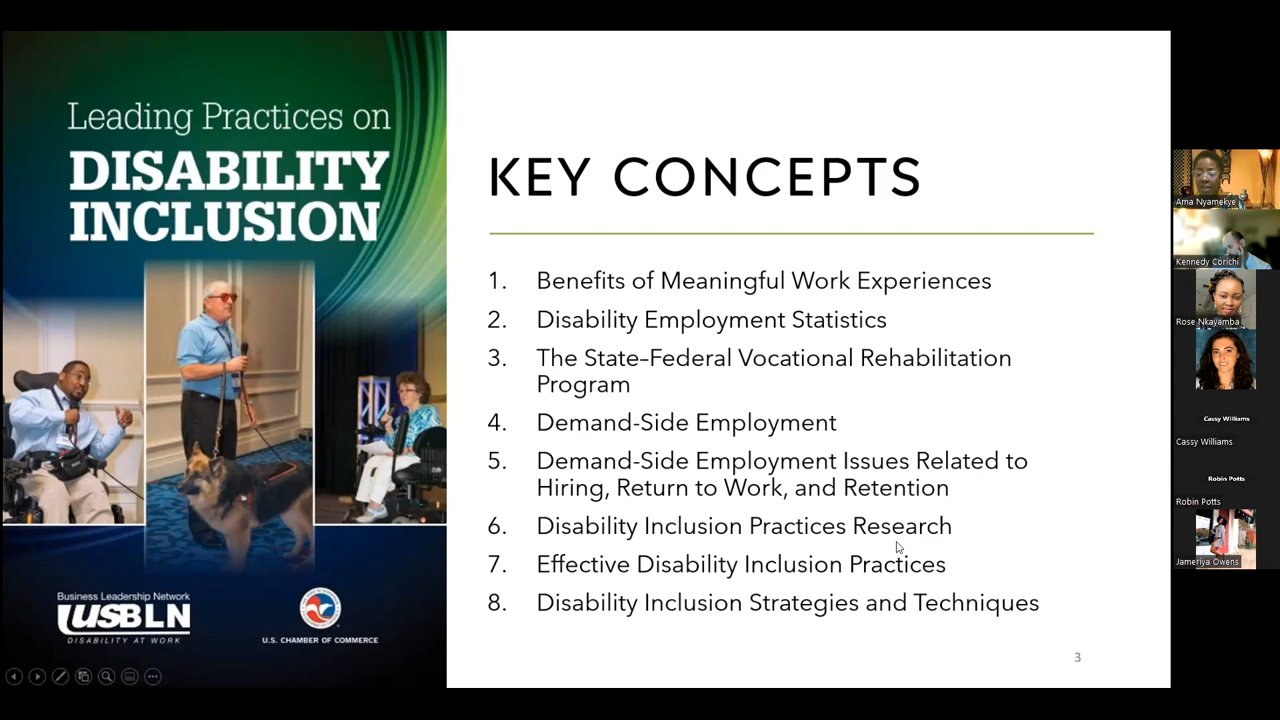 Leading Practices on
DISABILITY
INCLUSION
Business Leadership Network
USBLN
DISABILITY AT WORK
U.S. CHAMBER OF COMMERCE
KEY CONCEPTS
1. Benefits of Meaningful Work Experiences
2. Disability Employment Statistics
3. The State–Federal Vocational Rehabilitation
Program
4. Demand-Side Employment
5. Demand-Side Employment Issues Related to
Hiring, Return to Work, and Retention
6. Disability Inclusion Practices Research
7. Effective Disability Inclusion Practices
8. Disability Inclusion Strategies and Techniques
3
Ama Nyamekye
Kennedy Corichi
Rose Nkayamba
Cassy Williams
Cassy Williams
Robin Potts
Robin Potts
Jameriya Owens